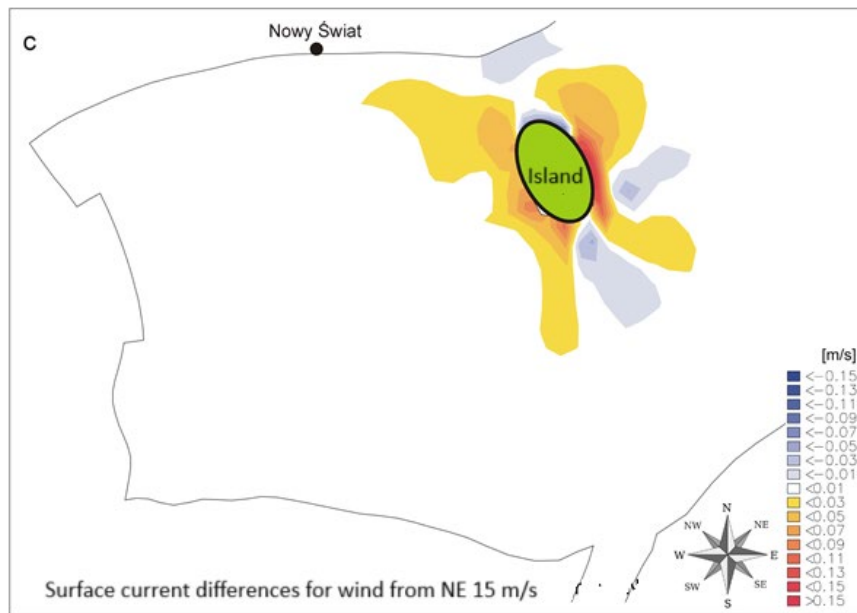 c
Nowy Świat
Island
[m/s]
<-0.15
<-0.13
<-0.11
<-0.09
<-0.07
<-0.05
<-0.03
<-0.01
<0.01
<0.03
<0.05
<0.07
<0.09
<0.11
<0.13
<0.15
>0.15
N
NW NE
W E
SW SE
S
Surface current differences for wind from NE 15 m/s